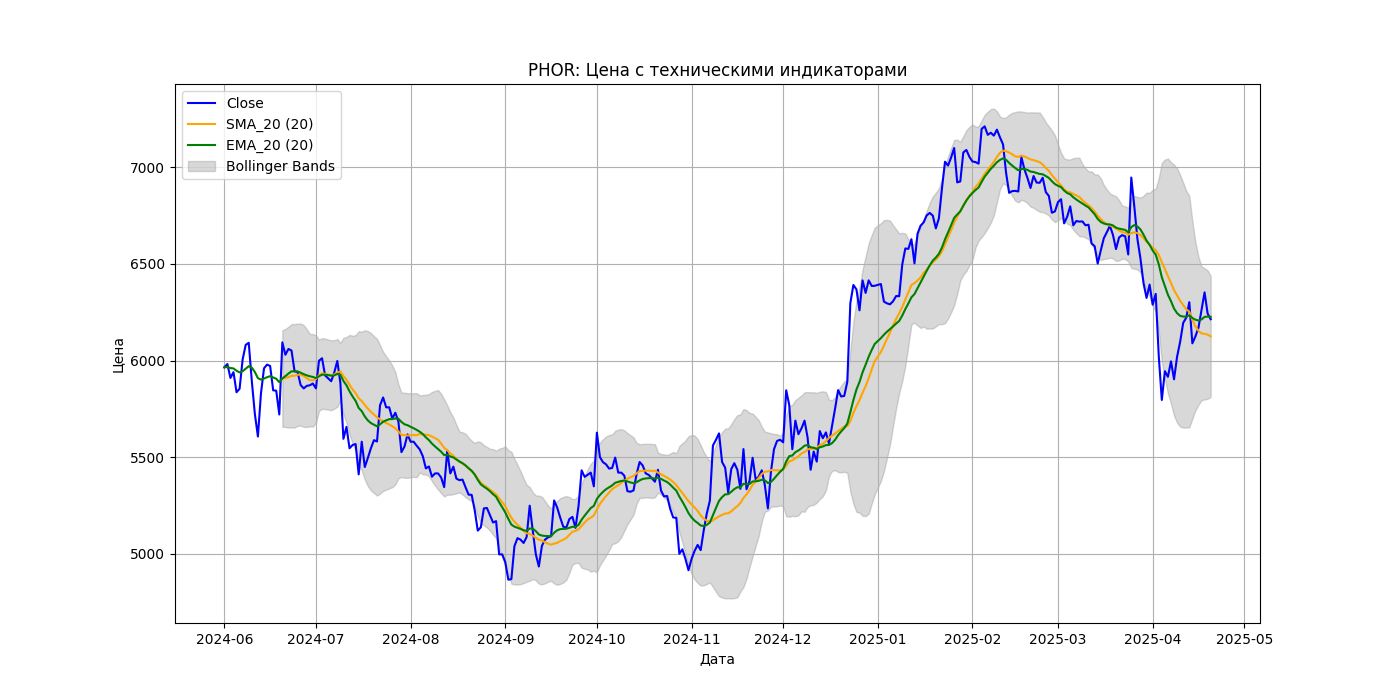 PHOR: Цена с техническими индикаторами
Close
SMA_20 (20)
EMA_20 (20)
Bollinger Bands
Цена
7000
6500
6000
5500
5000
2024-06 2024-07 2024-08 2024-09 2024-10 2024-11 2024-12 2025-01 2025-02 2025-03 2025-04 2025-05
Дата